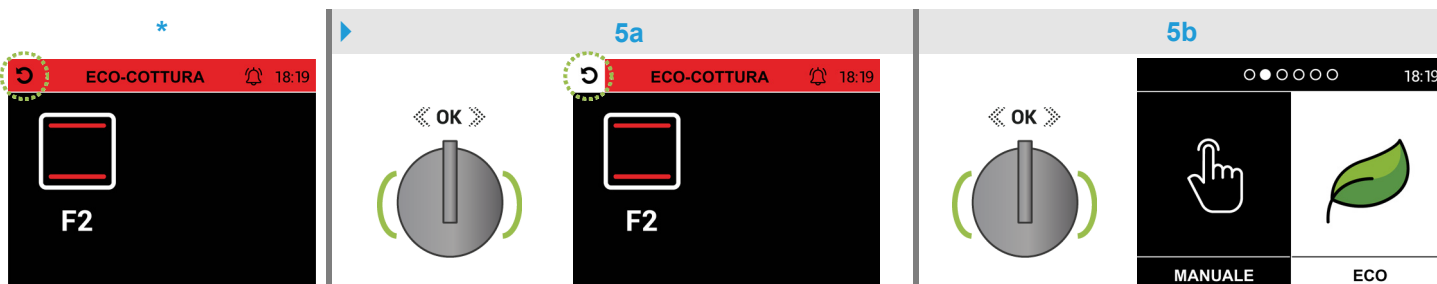 *
5a
5b
ECO-COTTURA 18:19
F2
OK
ECO-COTTURA 18:19
F2
OK
18:19
MANUALE
ECO